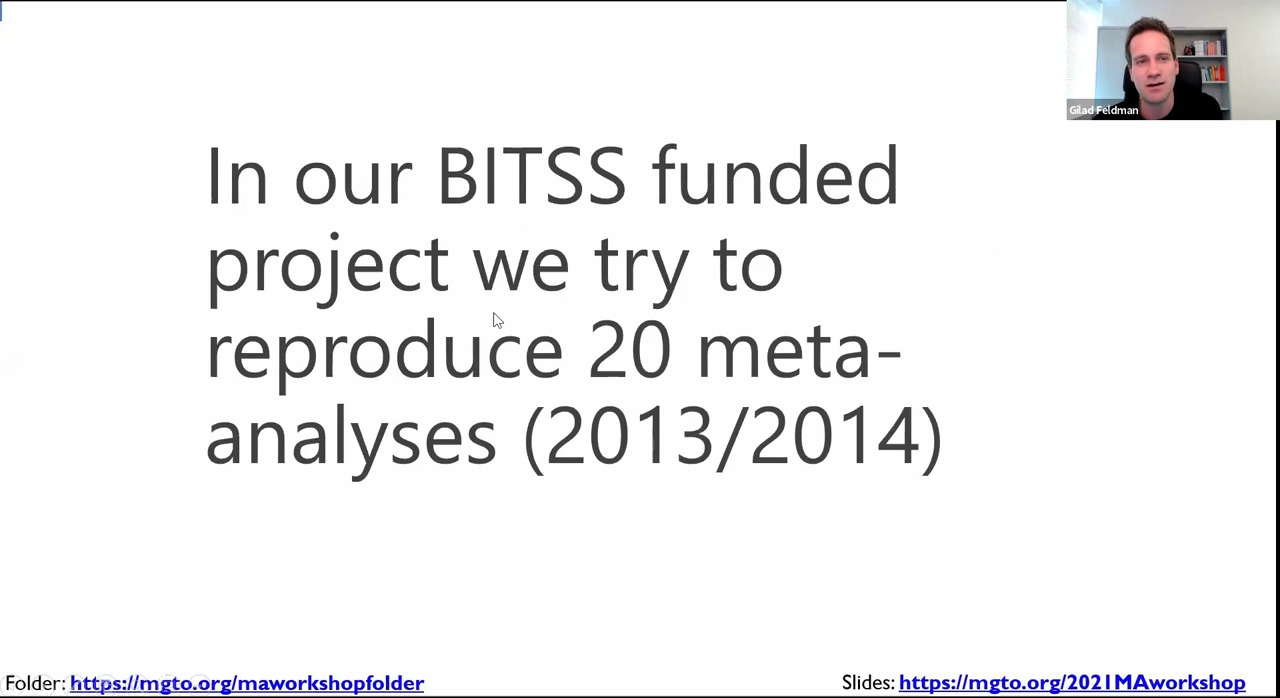 Gilad Feldman
In our BITSS funded
project we try to
reproduce 20 meta-
analyses (2013/2014)
Folder: https://mgto.org/maworkshopfolder
Slides: https://mgto.org/2021MAworkshop